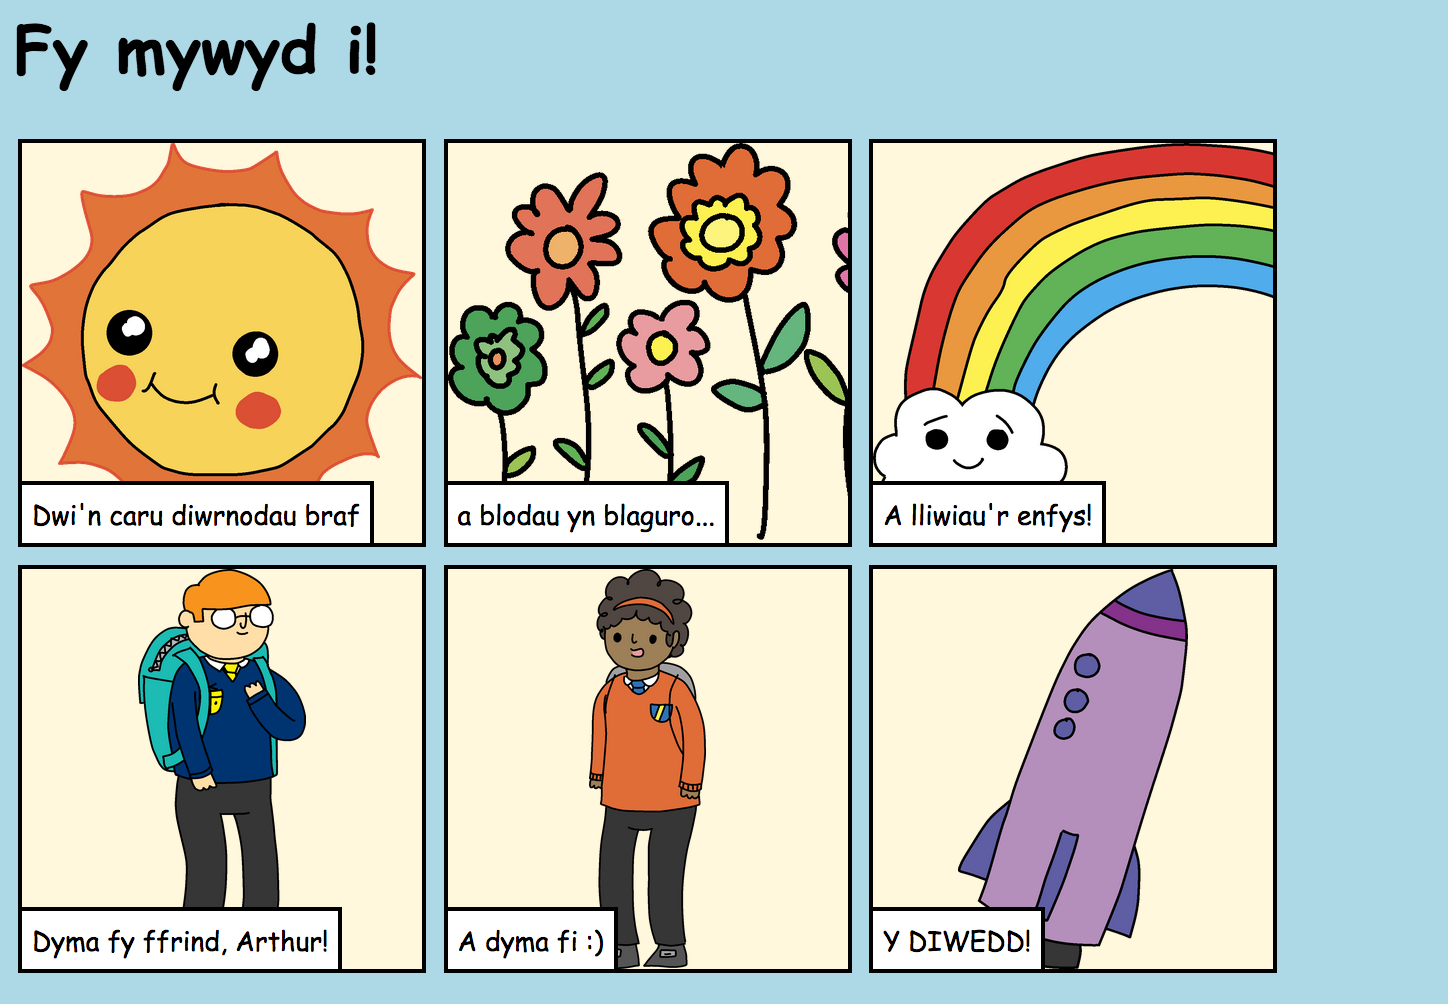 Fy mywyd i!
Dwi'n caru diwrnodau braf
a blodau yn blaguro...
A lliwiau'r enfys!
Dyma fy ffrind, Arthur!
A dyma fi :)
Y DIWEDD!